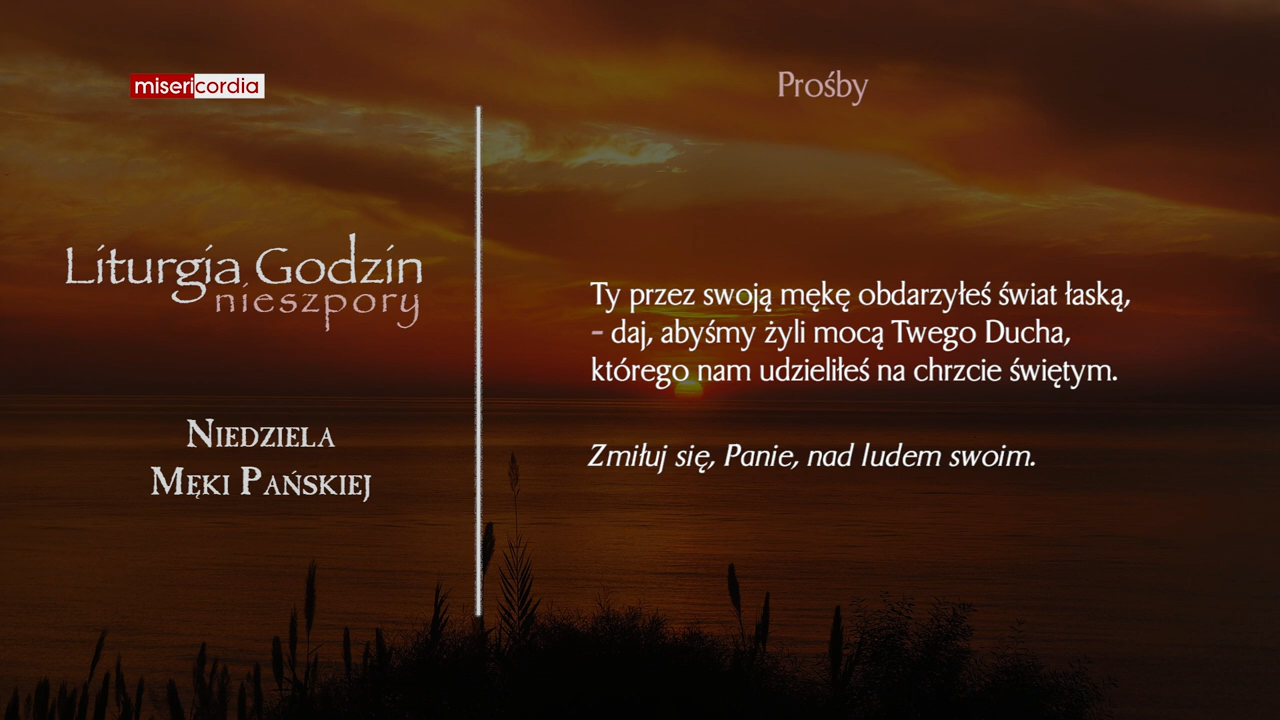 misericordia
Liturgia Godzin
nieszpory
Niedziela
Męki Pańskiej
Prośby
Ty przez swoją mękę obdarzyłeś świat łaską,
- daj, abyśmy żyli mocą Twego Ducha,
którego nam udzieliłeś na chrzcie świętym.
Zmiłuj się, Panie, nad ludem swoim.